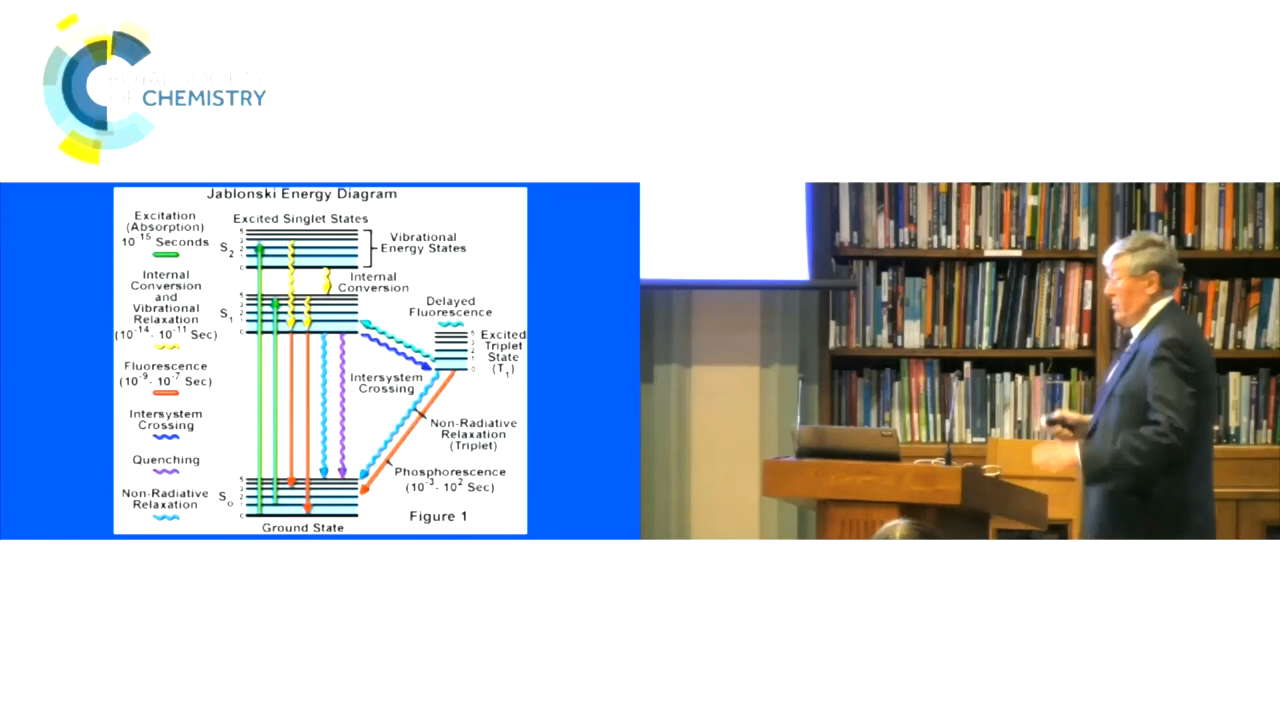 ROYAL SOCIETY
OF CHEMISTRY
Jablonski Energy Diagram
Excitation
(Absorption)
10^-15 Seconds
Internal
Conversion
and
Vibrational
Relaxation
(10^-14 - 10^-11 Sec)
Fluorescence
(10^-9 - 10^-7 Sec)
Intersystem
Crossing
Quenching
Non-Radiative
Relaxation
Excited Singlet States
S2
Vibrational
Energy States
Internal
Conversion
S1
Delayed
Fluorescence
Excited
Triplet
State
(T1)
Intersystem
Crossing
Non-Radiative
Relaxation
(Triplet)
Phosphorescence
(10^-3 - 10^2 Sec)
S0
Ground State
Figure 1